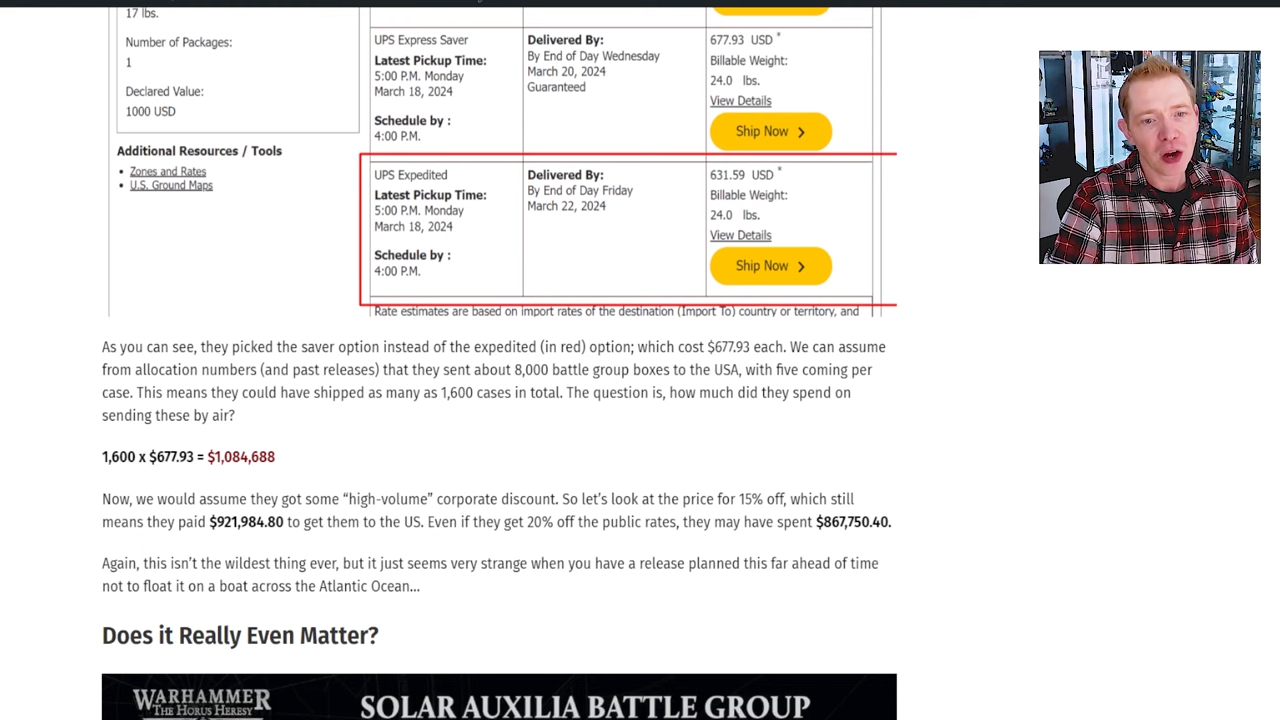 17 lbs.
Number of Packages:
1
Declared Value:
1000 USD
Additional Resources / Tools
• Zones and Rates
• U.S. Ground Maps
UPS Express Saver
Latest Pickup Time:
5:00 P.M. Monday
March 18, 2024
Schedule by :
4:00 P.M.
Delivered By:
By End of Day Wednesday
March 20, 2024
Guaranteed
677.93 USD *
Billable Weight:
24.0 lbs.
View Details
Ship Now
UPS Expedited
Latest Pickup Time:
5:00 P.M. Monday
March 18, 2024
Schedule by :
4:00 P.M.
Delivered By:
By End of Day Friday
March 22, 2024
631.59 USD *
Billable Weight:
24.0 lbs.
View Details
Ship Now
Rate estimates are based on import rates of the destination (Import To) country or territory, and
As you can see, they picked the saver option instead of the expedited (in red) option; which cost $677.93 each. We can assume
from allocation numbers (and past releases) that they sent about 8,000 battle group boxes to the USA, with five coming per
case. This means they could have shipped as many as 1,600 cases in total. The question is, how much did they spend on
sending these by air?
1,600 x $677.93 = $1,084,688
Now, we would assume they got some “high-volume” corporate discount. So let’s look at the price for 15% off, which still
means they paid $921,984.80 to get them to the US. Even if they get 20% off the public rates, they may have spent $867,750.40.
Again, this isn’t the wildest thing ever, but it just seems very strange when you have a release planned this far ahead of time
not to float it on a boat across the Atlantic Ocean…
Does it Really Even Matter?
WARHAMMER
THE HORUS HERESY
SOLAR AUXILIA BATTLE GROUP